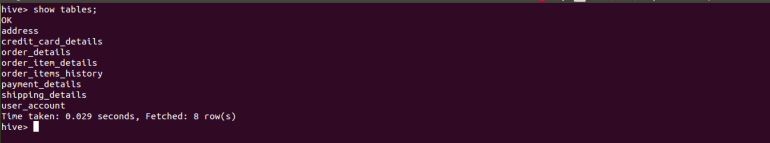 hive> show tables;
OK
address
credit_card_details
order_details
order_item_details
order_items_history
payment_details
shipping_details
user_account
Time taken: 0.029 seconds, Fetched: 8 row(s)
hive>